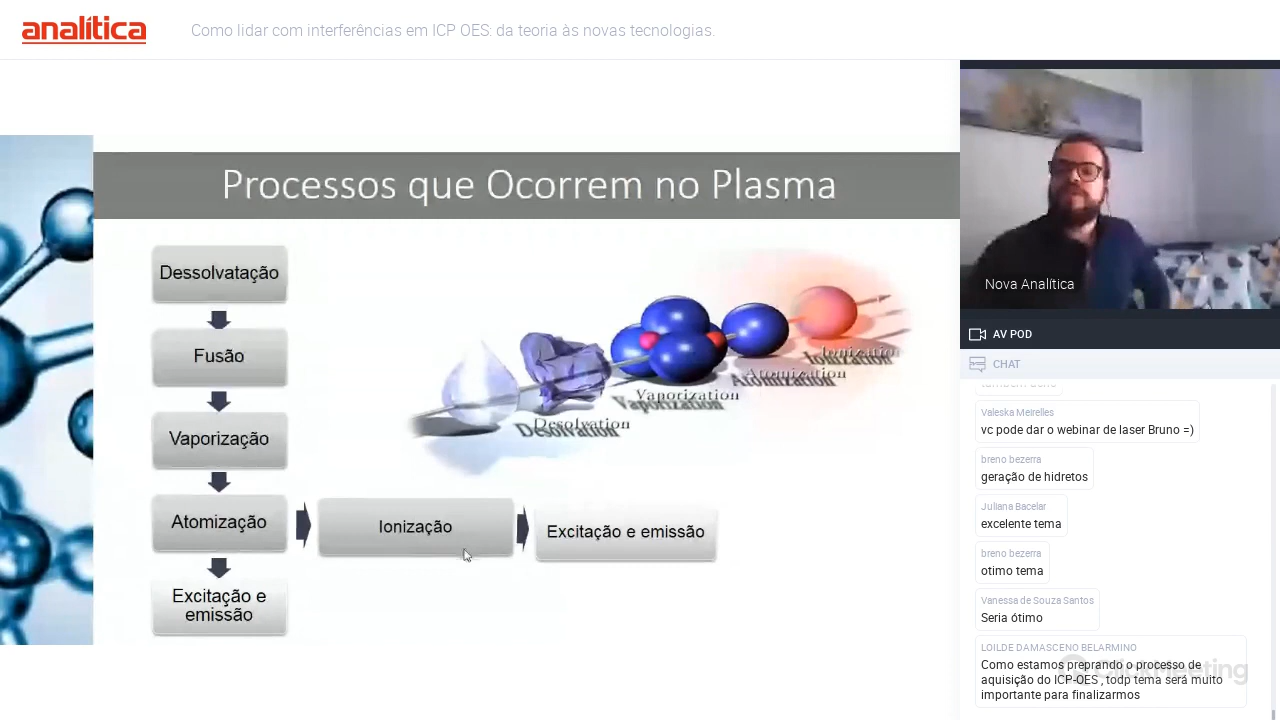 analítica
Como lidar com interferências em ICP OES: da teoria às novas tecnologias.
Processos que Ocorrem no Plasma
Dessolvatação
Fusão
Vaporização
Atomização
Ionização
Excitação e emissão
Excitação e
emissão
Desolvation
Vaporization
Atomization
Ionization
Nova Analítica
AV POD
CHAT
Valeska Meirelles
vc pode dar o webinar de laser Bruno =)
breno bezerra
geração de hidretos
Juliana Bacelar
excelente tema
breno bezerra
otimo tema
Vanessa de Souza Santos
Seria ótimo
LOILDE DAMASCENO BELARMINO
Como estamos preprando o processo de
aquisição do ICP-OES , todp tema será muito
importante para finalizarmos